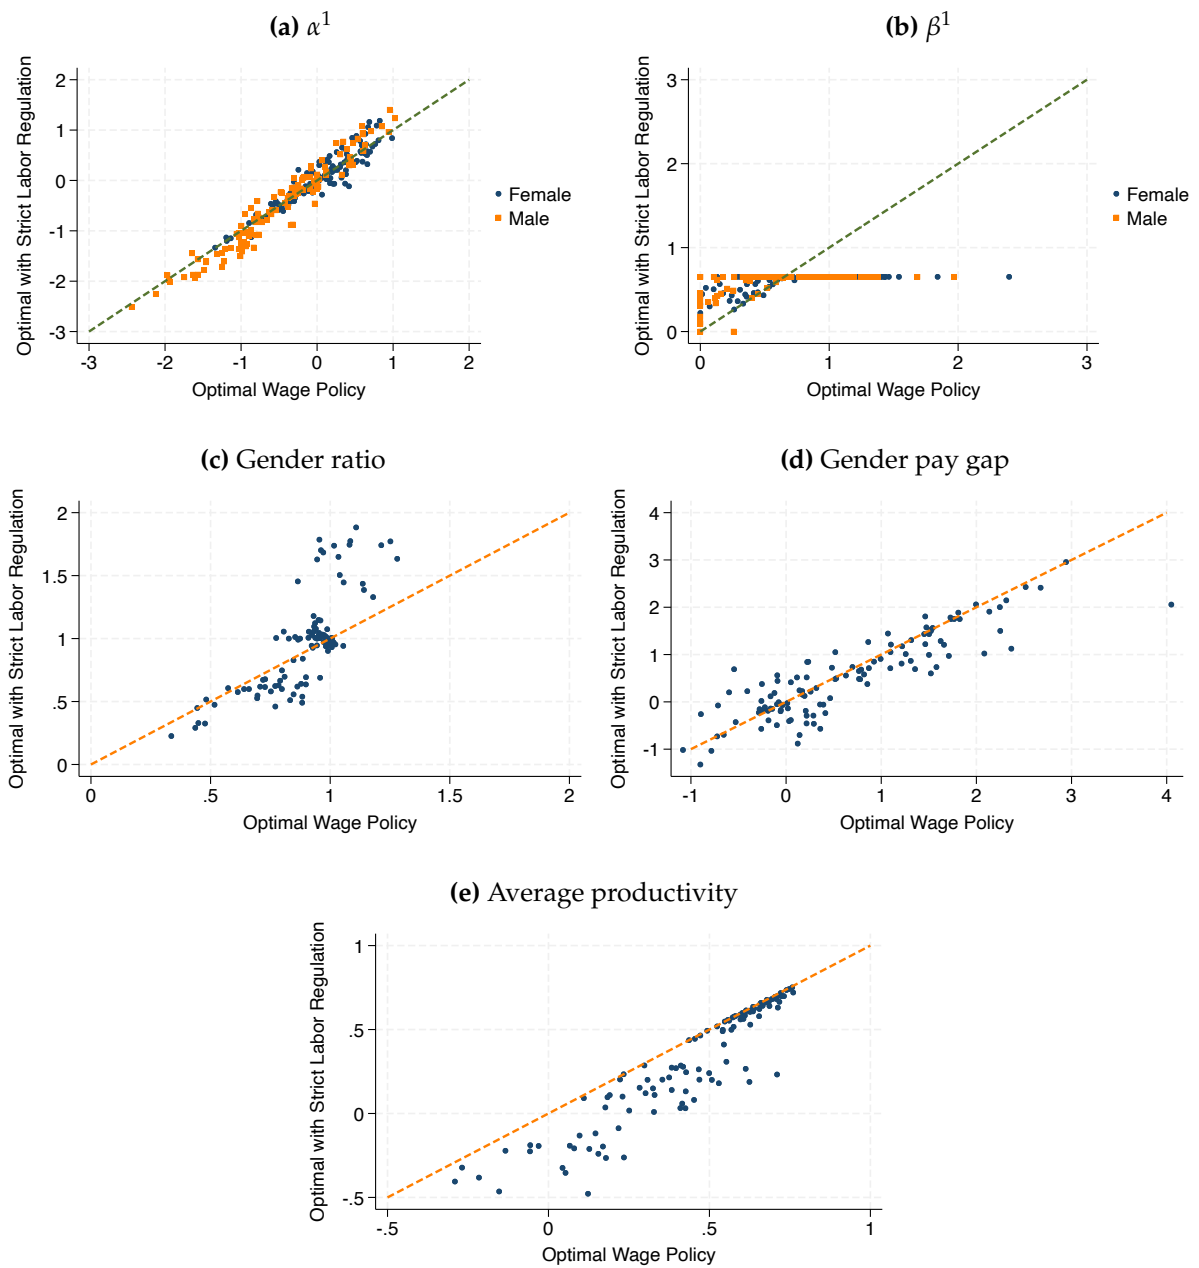 (a) α¹
Optimal with Strict Labor Regulation
2
1
0
-1
-2
-3
-3 -2 -1 0 1 2
Optimal Wage Policy
Female
Male
(b) β¹
Optimal with Strict Labor Regulation
3
2
1
0
0 1 2 3
Optimal Wage Policy
Female
Male
(c) Gender ratio
Optimal with Strict Labor Regulation
2
1.5
1
.5
0
0 .5 1 1.5 2
Optimal Wage Policy
(d) Gender pay gap
Optimal with Strict Labor Regulation
4
3
2
1
0
-1
-1 0 1 2 3 4
Optimal Wage Policy
(e) Average productivity
Optimal with Strict Labor Regulation
1
.5
0
-.5
-.5 0 .5 1
Optimal Wage Policy